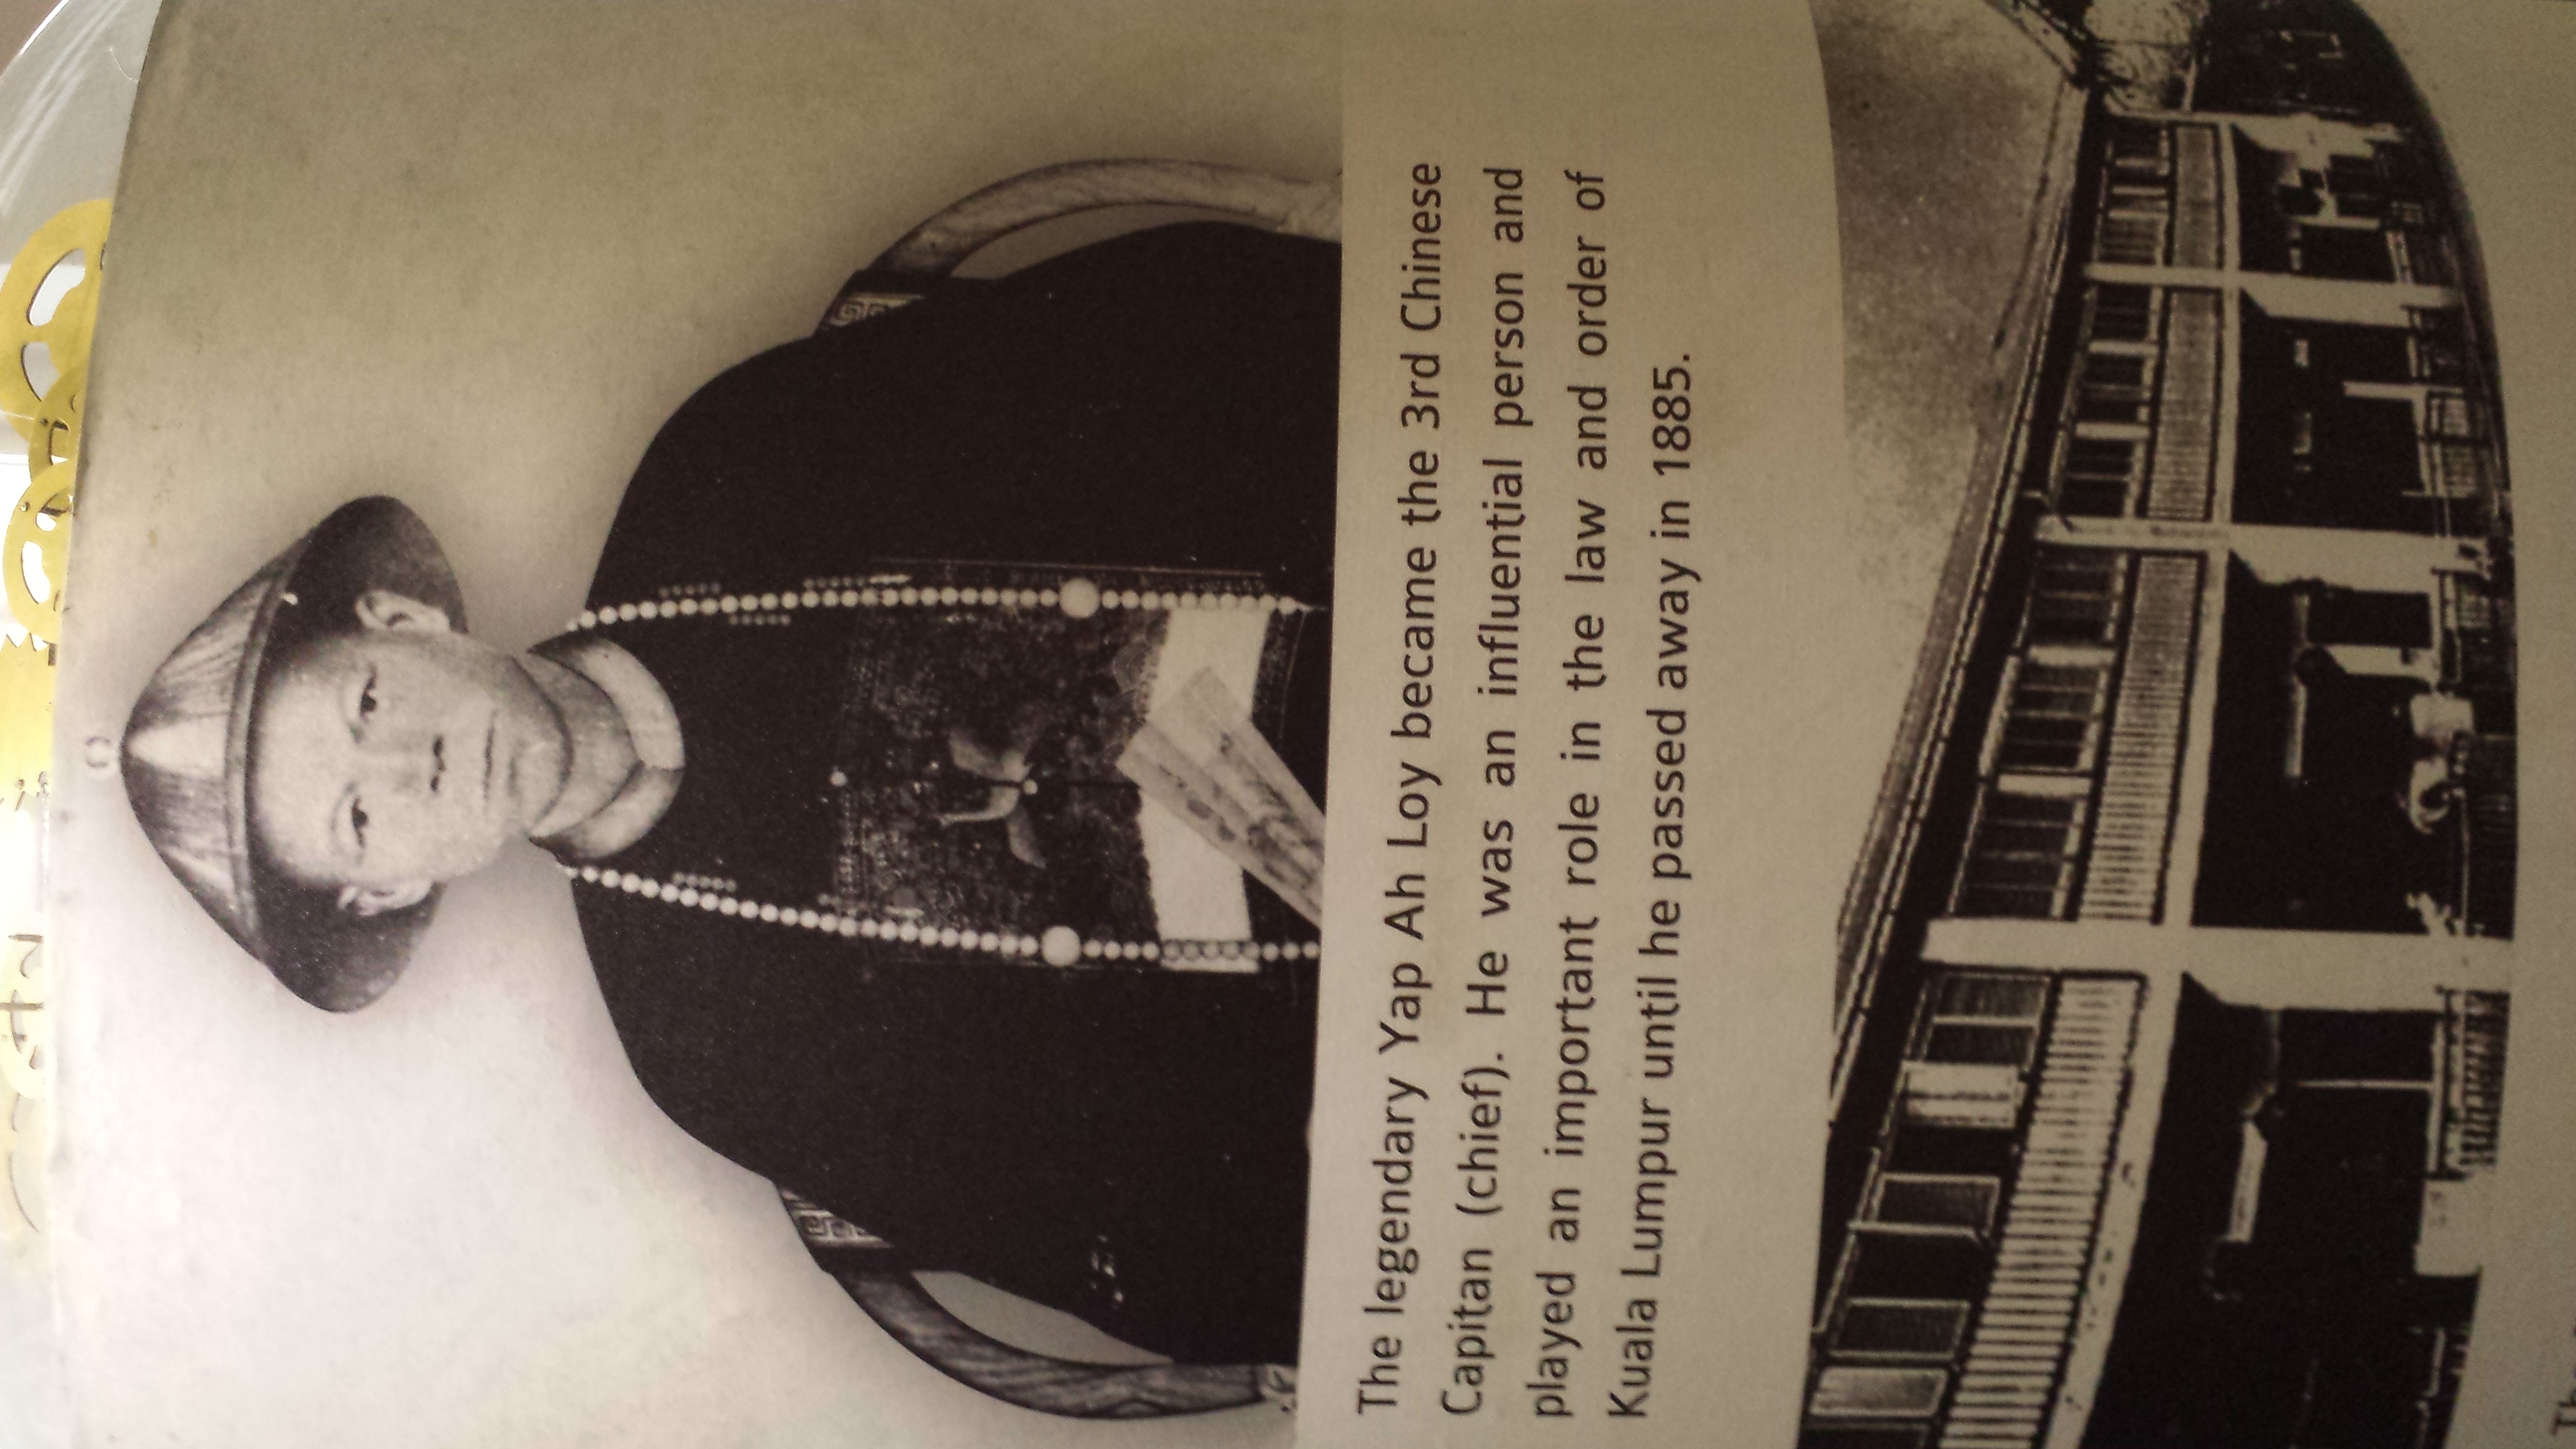 The legendary Yap Ah Loy became the 3rd Chinese
Capitan (chief). He was an influential person and
played an important role in the law and order of
Kuala Lumpur until he passed away in 1885.
The